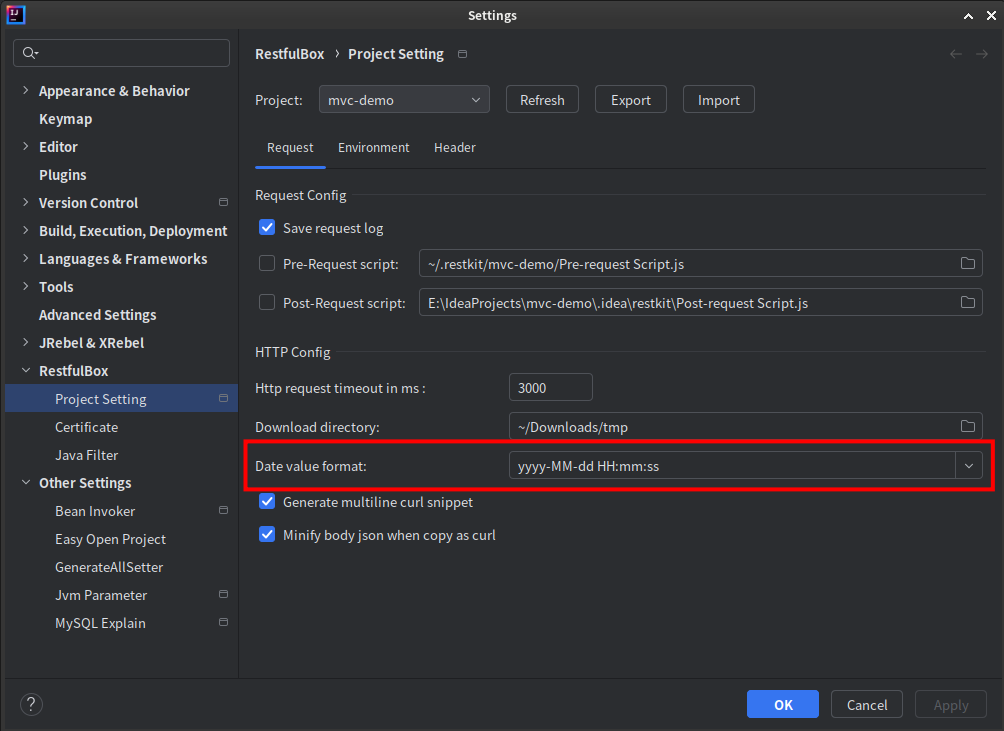 Settings
RestfulBox › Project Setting
Appearance & Behavior
Keymap
Editor
Plugins
Version Control
Build, Execution, Deployment
Languages & Frameworks
Tools
Advanced Settings
JRebel & XRebel
RestfulBox
Project Setting
Certificate
Java Filter
Other Settings
Bean Invoker
Easy Open Project
GenerateAllSetter
Jvm Parameter
MySQL Explain
Project: mvc-demo Refresh Export Import
Request Environment Header
Request Config
Save request log
Pre-Request script: ~/.restkit/mvc-demo/Pre-request Script.js
Post-Request script: E:\IdeaProjects\mvc-demo\.idea\restkit\Post-request Script.js
HTTP Config
Http request timeout in ms : 3000
Download directory: ~/Downloads/tmp
Date value format: yyyy-MM-dd HH:mm:ss
Generate multiline curl snippet
Minify body json when copy as curl
? OK Cancel Apply